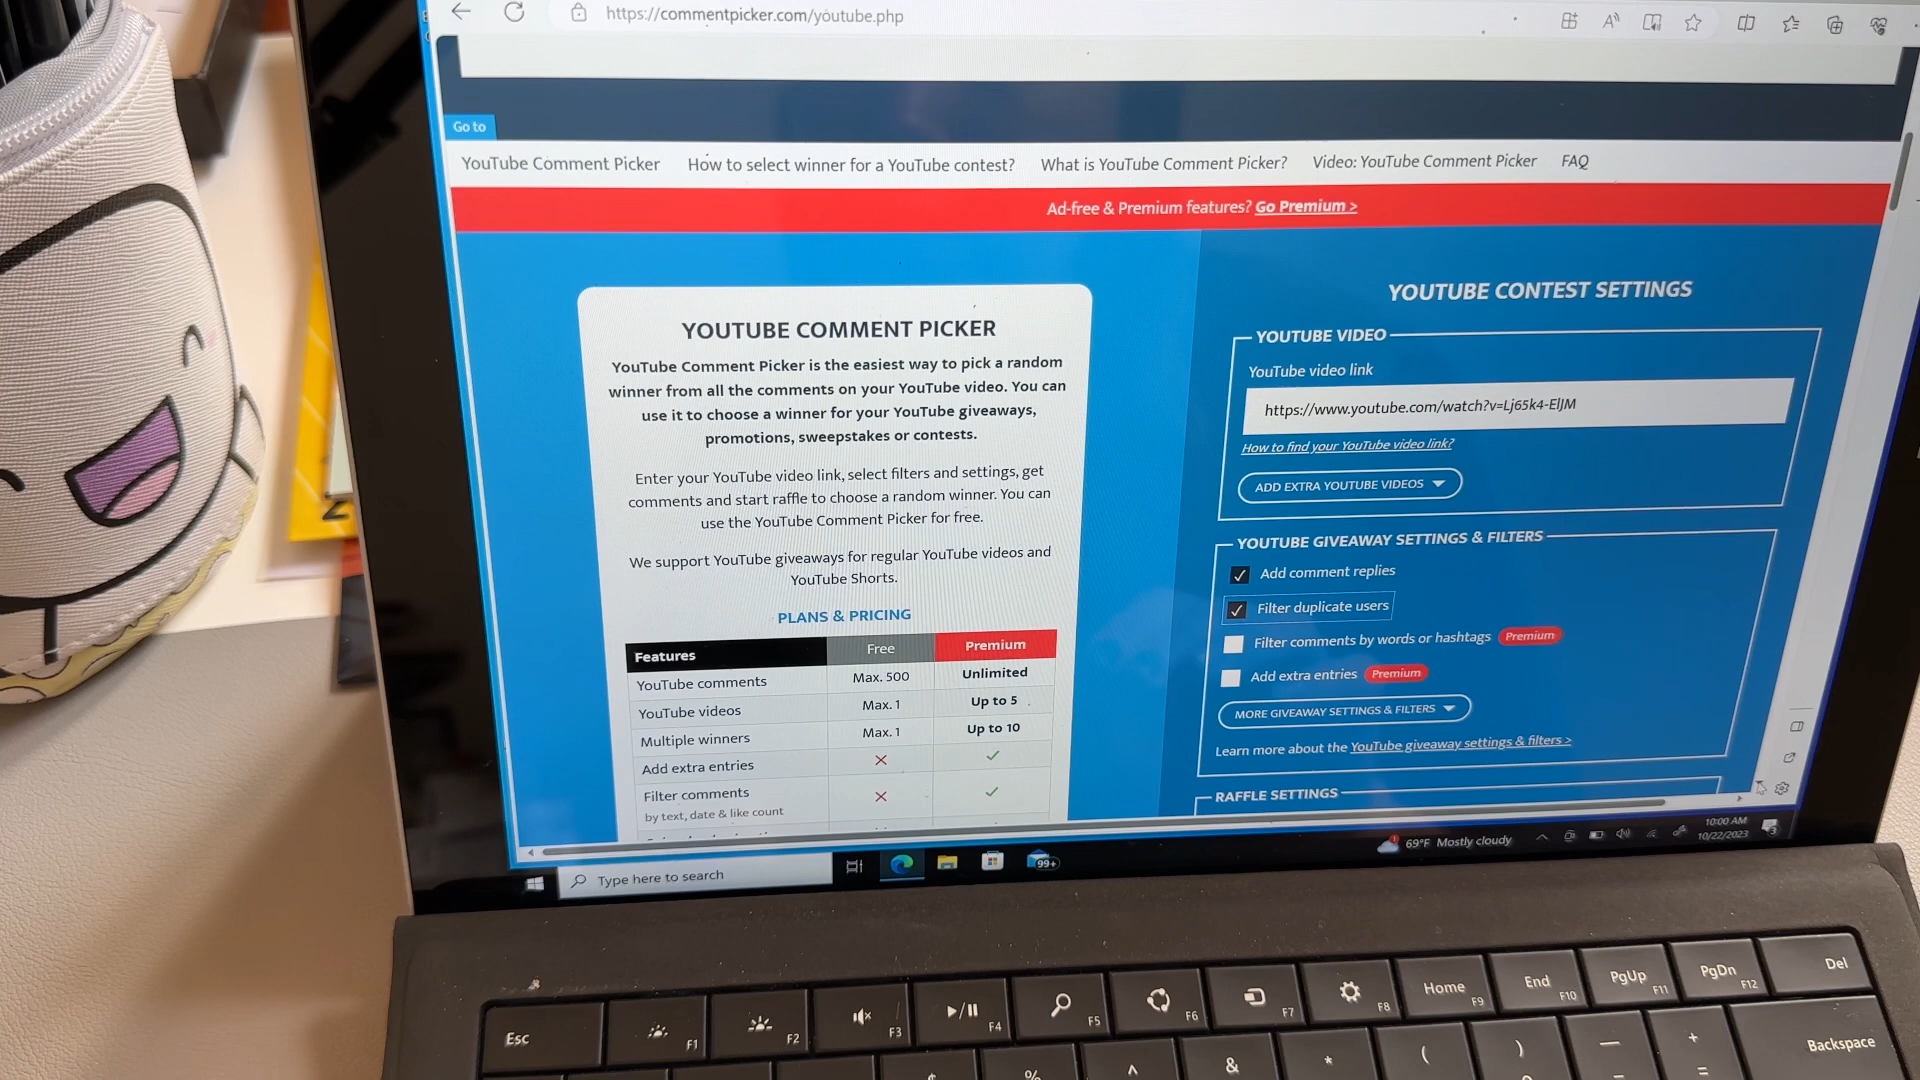 https://commentpicker.com/youtube.php
Go to
YouTube Comment Picker How to select winner for a YouTube contest? What is YouTube Comment Picker? Video: YouTube Comment Picker FAQ
Ad-free & Premium features? Go Premium >
YOUTUBE COMMENT PICKER
YouTube Comment Picker is the easiest way to pick a random
winner from all the comments on your YouTube video. You can
use it to choose a winner for your YouTube giveaways,
promotions, sweepstakes or contests.
Enter your YouTube video link, select filters and settings, get
comments and start raffle to choose a random winner. You can
use the YouTube Comment Picker for free.
We support YouTube giveaways for regular YouTube videos and
YouTube Shorts.
PLANS & PRICING
Features Free Premium
YouTube comments Max. 500 Unlimited
YouTube videos Max. 1 Up to 5
Multiple winners Max. 1 Up to 10
Add extra entries
Filter comments
by text, date & like count
YOUTUBE CONTEST SETTINGS
YOUTUBE VIDEO
YouTube video link
https://www.youtube.com/watch?v=Lj65k4-ElJM
How to find your YouTube video link?
ADD EXTRA YOUTUBE VIDEOS
YOUTUBE GIVEAWAY SETTINGS & FILTERS
Add comment replies
Filter duplicate users
Filter comments by words or hashtags Premium
Add extra entries Premium
MORE GIVEAWAY SETTINGS & FILTERS
Learn more about the YouTube giveaway settings & filters >
RAFFLE SETTINGS
Type here to search
99+
69°F Mostly cloudy
10:00 AM
10/22/2023
3
Esc F1 F2 F3 F4 F5 F6 F7 F8 Home F9 End F10 PgUp F11 PgDn F12 Del
% ^ & * ( ) — + = Backspace